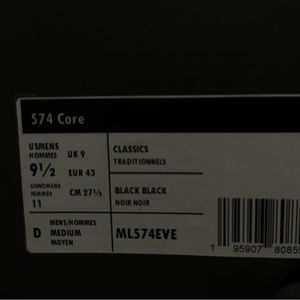 574 Core
USMENS
HOMMES
UK 9
9½
EUR 43
USWOMENS
FEMMES
CM 27½
11
CLASSICS
TRADITIONNELS
BLACK BLACK
NOIR NOIR
D
MENS/HOMMES
MEDIUM
MOYEN
ML574EVE
1 95907 8085